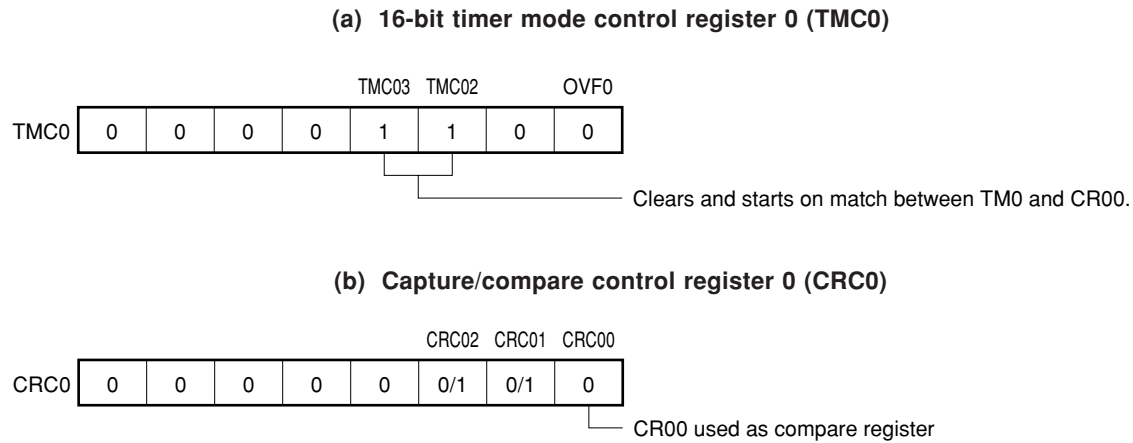 (a) 16-bit timer mode control register 0 (TMC0)
TMC03 TMC02 OVF0
TMC0 0 0 0 0 1 1 0 0
Clears and starts on match between TM0 and CR00.
(b) Capture/compare control register 0 (CRC0)
CRC02 CRC01 CRC00
CRC0 0 0 0 0 0 0/1 0/1 0
CR00 used as compare register